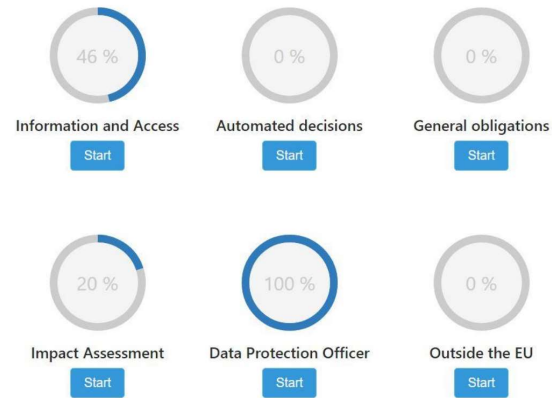 46 %
0 %
0 %
Information and Access
Automated decisions
General obligations
Start
Start
Start
20 %
100 %
0 %
Impact Assessment
Data Protection Officer
Outside the EU
Start
Start
Start